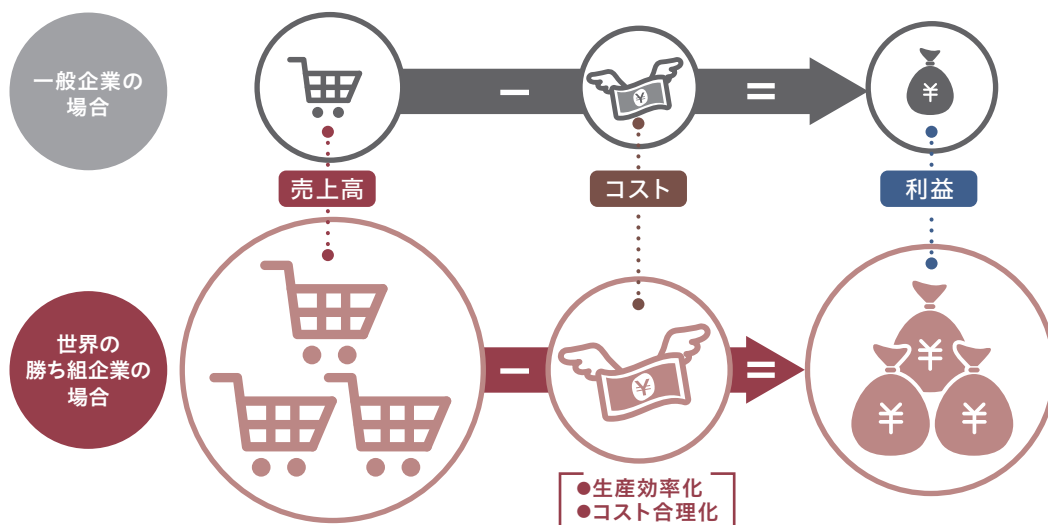 一般企業の
場合
−
¥
=
¥
売上高
コスト
利益
世界の
勝ち組企業の
場合
−
¥
=
¥
¥
¥
●生産効率化
●コスト合理化